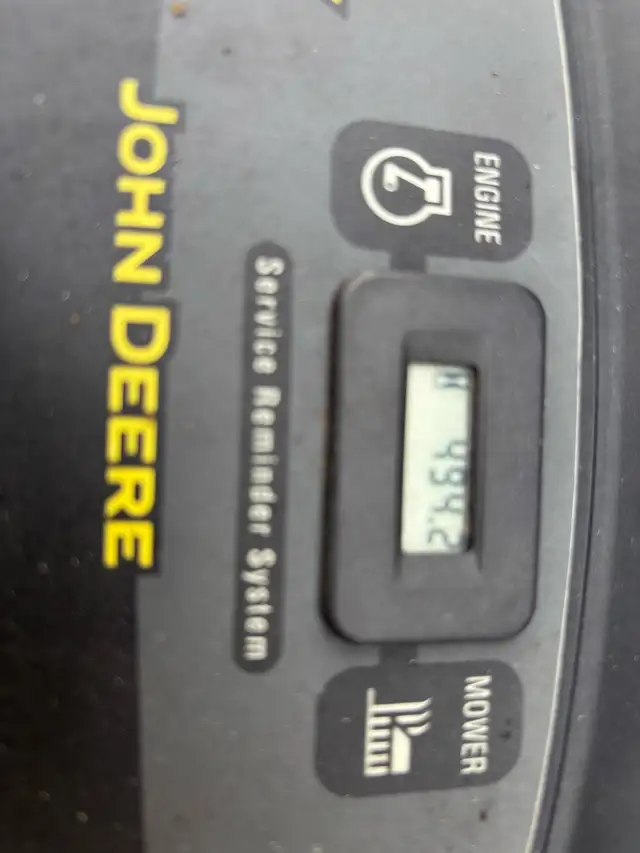 ENGINE
H 494.2
MOWER
Service Reminder System
JOHN DEERE